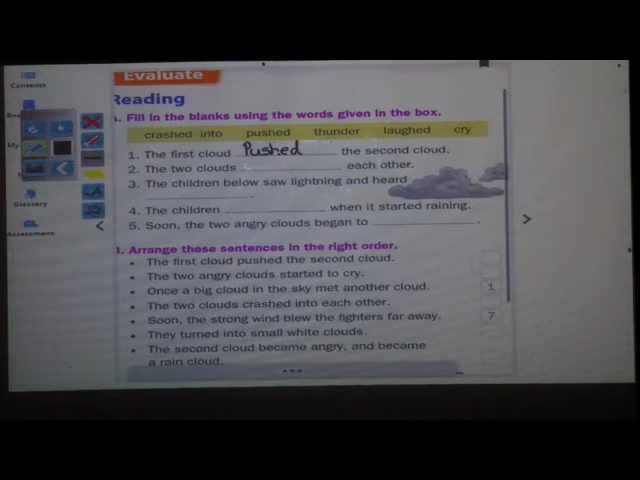 Contents
Evaluate
Reading
Fill in the blanks using the words given in the box.
crashed into pushed thunder laughed cry
1. The first cloud Pushed the second cloud.
2. The two clouds ____ each other.
3. The children below saw lightning and heard
____.
4. The children ____ when it started raining.
5. Soon, the two angry clouds began to ____.
Glossary
Assessment
Arrange these sentences in the right order.
• The first cloud pushed the second cloud.
• The two angry clouds started to cry.
• Once a big cloud in the sky met another cloud. 1
• The two clouds crashed into each other.
• Soon, the strong wind blew the fighters far away. 7
• They turned into small white clouds.
• The second cloud became angry, and became
a rain cloud.